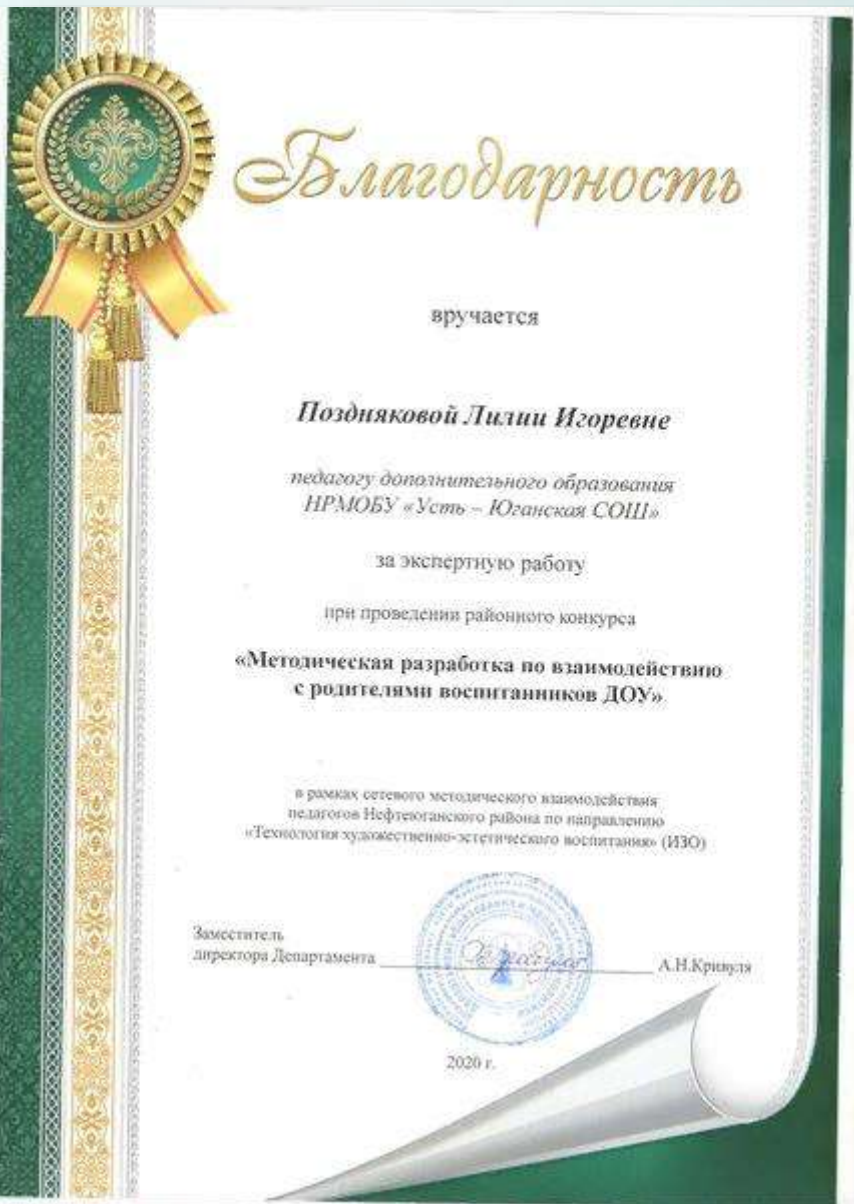 Благодарность
вручается
Поздняковой Лилии Игоревне
педагогу дополнительного образования
НРМОБУ «Усть – Юганская СОШ»
за экспертную работу
при проведении районного конкурса
«Методическая разработка по взаимодействию
с родителями воспитанников ДОУ»
в рамках сетевого методического взаимодействия
педагогов Нефтеюганского района по направлению
«Технология художественно-эстетического воспитания» (ИЗО)
Заместитель
директора Департамента
А.Н.Кривуля
2020 г.